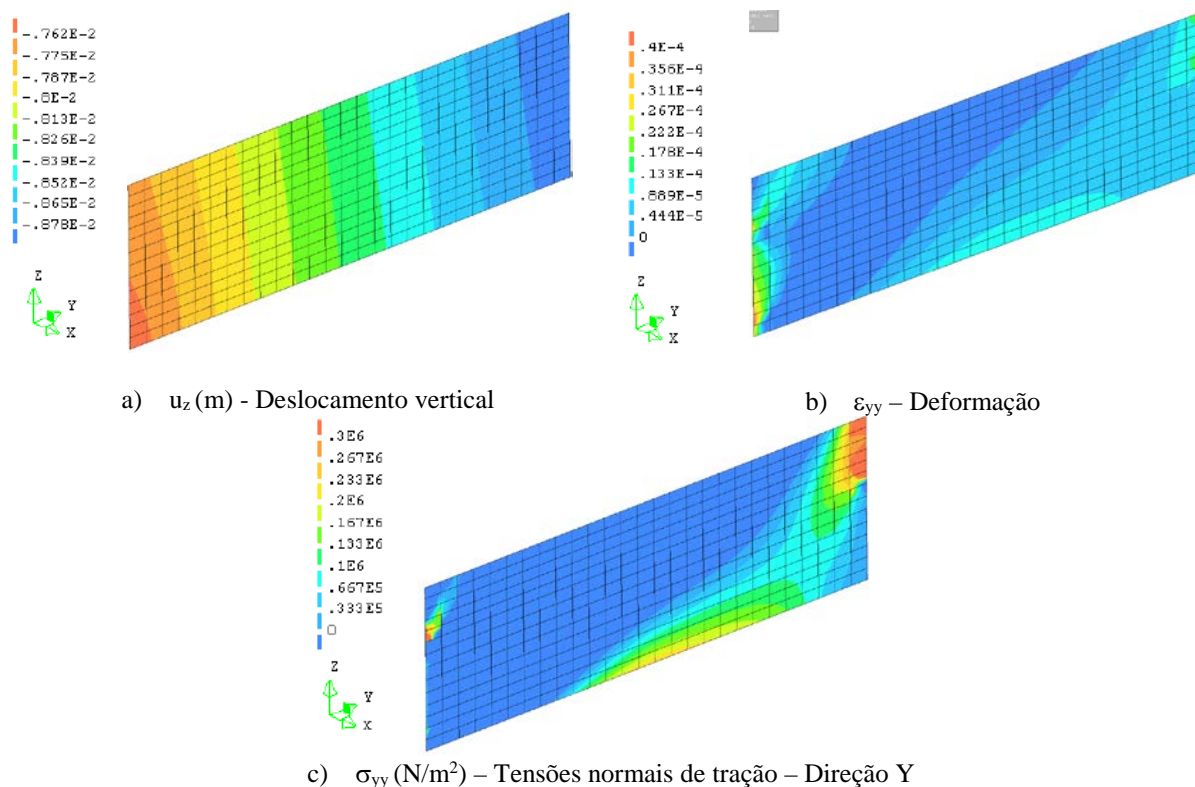 -.762E-2
-.775E-2
-.787E-2
-.8E-2
-.813E-2
-.826E-2
-.839E-2
-.852E-2
-.865E-2
-.878E-2
Z
Y
X
a) uz (m) - Deslocamento vertical
.4E-4
.356E-4
.311E-4
.267E-4
.222E-4
.178E-4
.133E-4
.889E-5
.444E-5
0
Z
Y
X
b) εyy – Deformação
.3E6
.267E6
.233E6
.2E6
.167E6
.133E6
.1E6
.667E5
.333E5
0
Z
Y
X
c) σyy (N/m²) – Tensões normais de tração – Direção Y